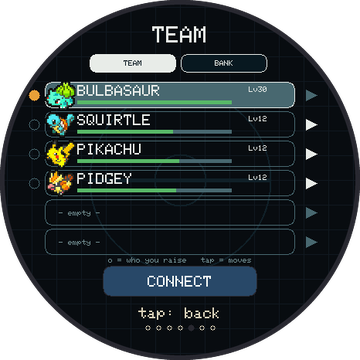 TEAM
TEAM BANK
BULBASAUR Lv30
SQUIRTLE Lv12
PIKACHU Lv12
PIDGEY Lv12
- empty -
- empty -
o = who you raise tap = moves
CONNECT
tap: back